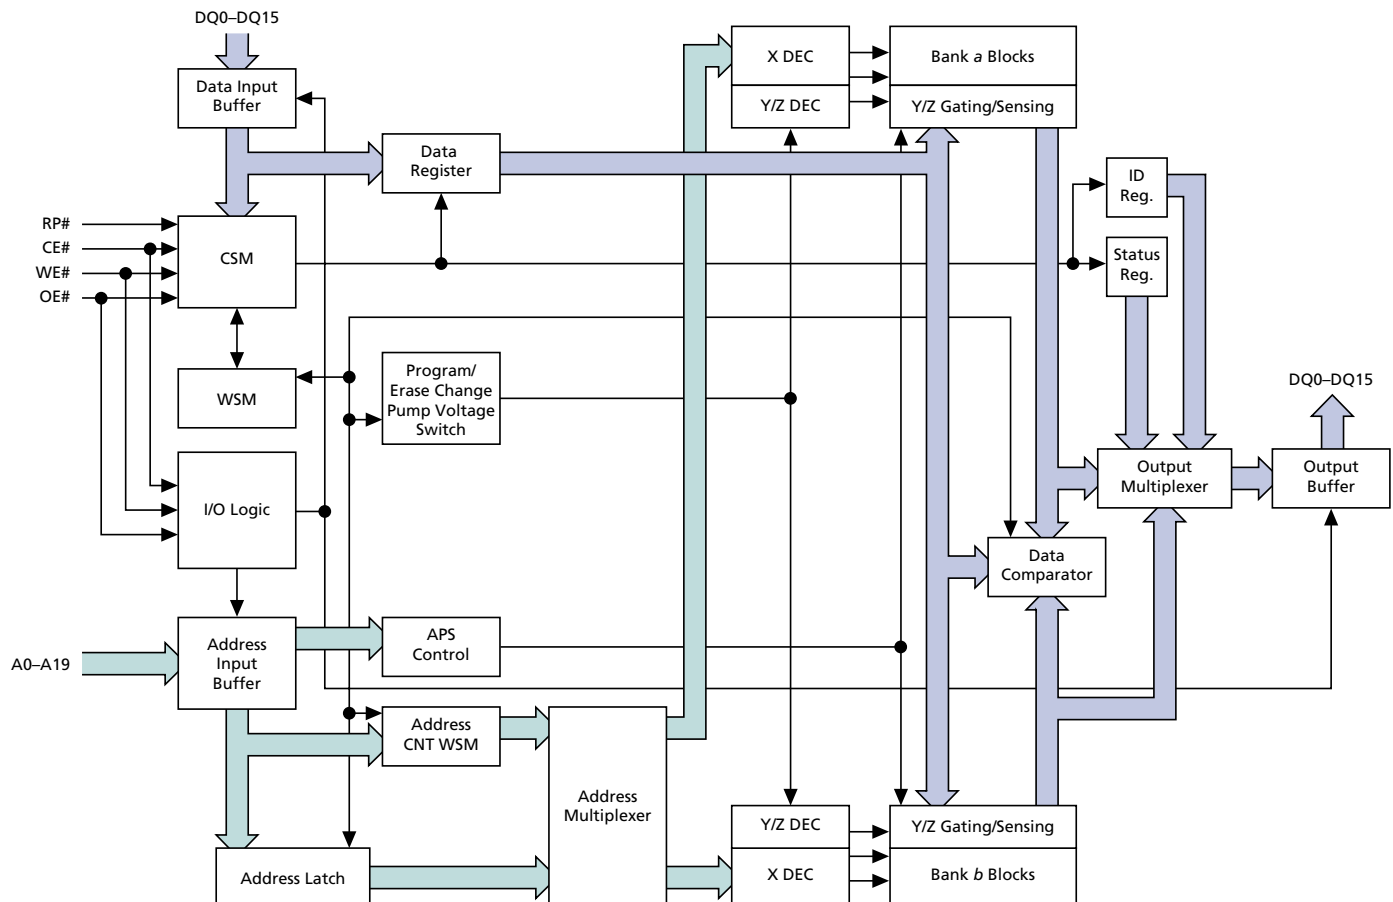 DQ0–DQ15
Data Input
Buffer
X DEC
Bank a Blocks
Y/Z DEC
Y/Z Gating/Sensing
Data
Register
ID
Reg.
RP#
CE#
WE#
OE#
CSM
Status
Reg.
WSM
Program/
Erase Change
Pump Voltage
Switch
DQ0–DQ15
I/O Logic
Output
Multiplexer
Output
Buffer
Data
Comparator
A0–A19
Address
Input
Buffer
APS
Control
Address
CNT WSM
Address
Multiplexer
Y/Z DEC
Y/Z Gating/Sensing
Address Latch
X DEC
Bank b Blocks